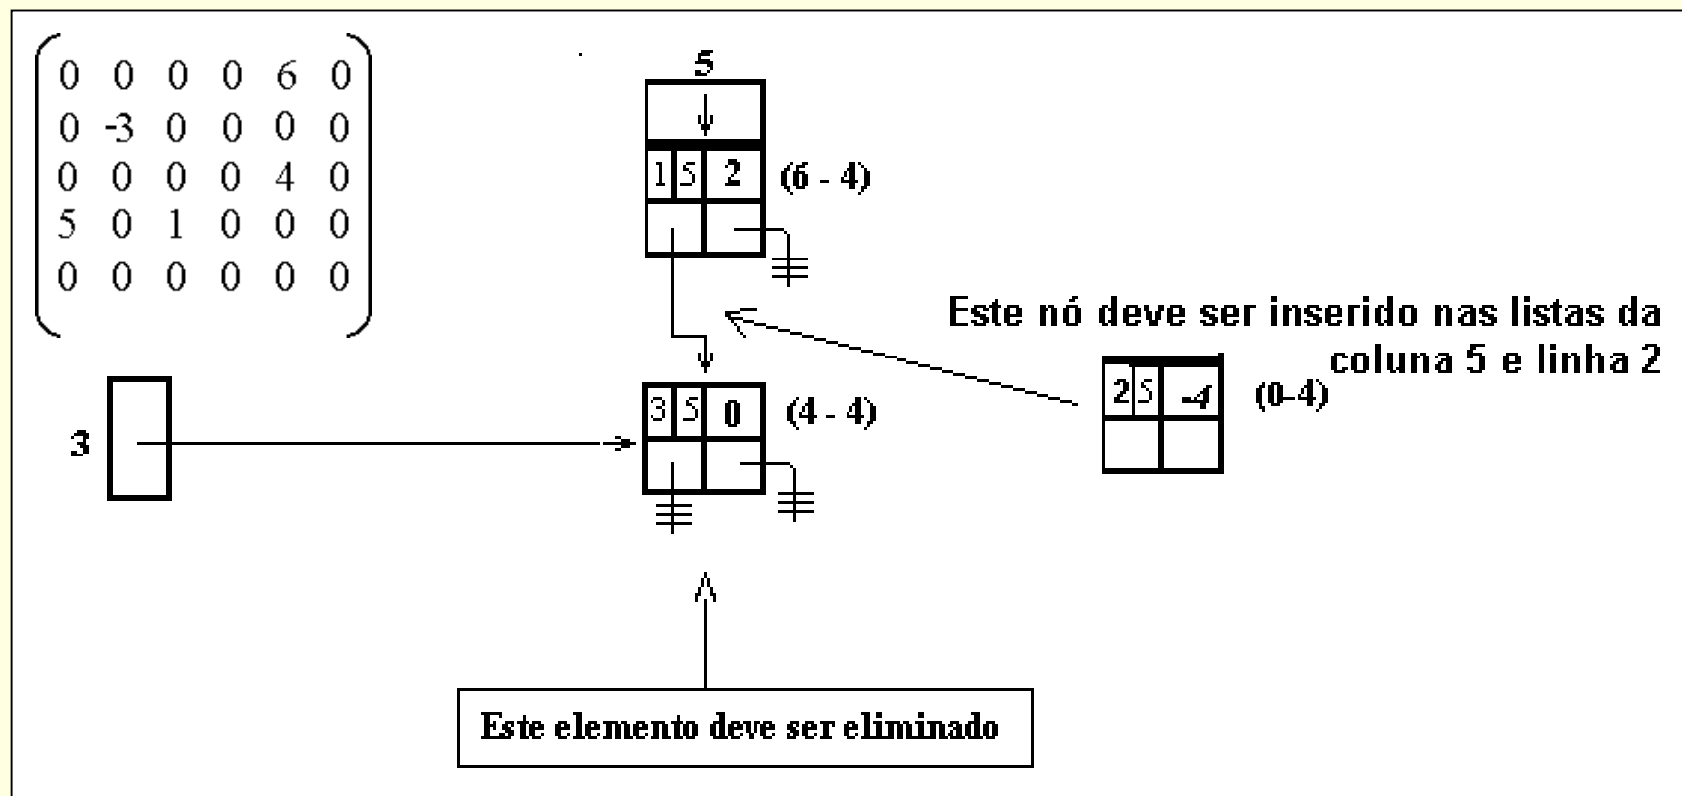 0 0 0 0 6 0
0 -3 0 0 0 0
0 0 0 0 4 0
5 0 1 0 0 0
0 0 0 0 0 0
5
1 5 2 (6 - 4)
Este nó deve ser inserido nas listas da
coluna 5 e linha 2
2 5 -4 (0-4)
3 5 0 (4 - 4)
3
Este elemento deve ser eliminado